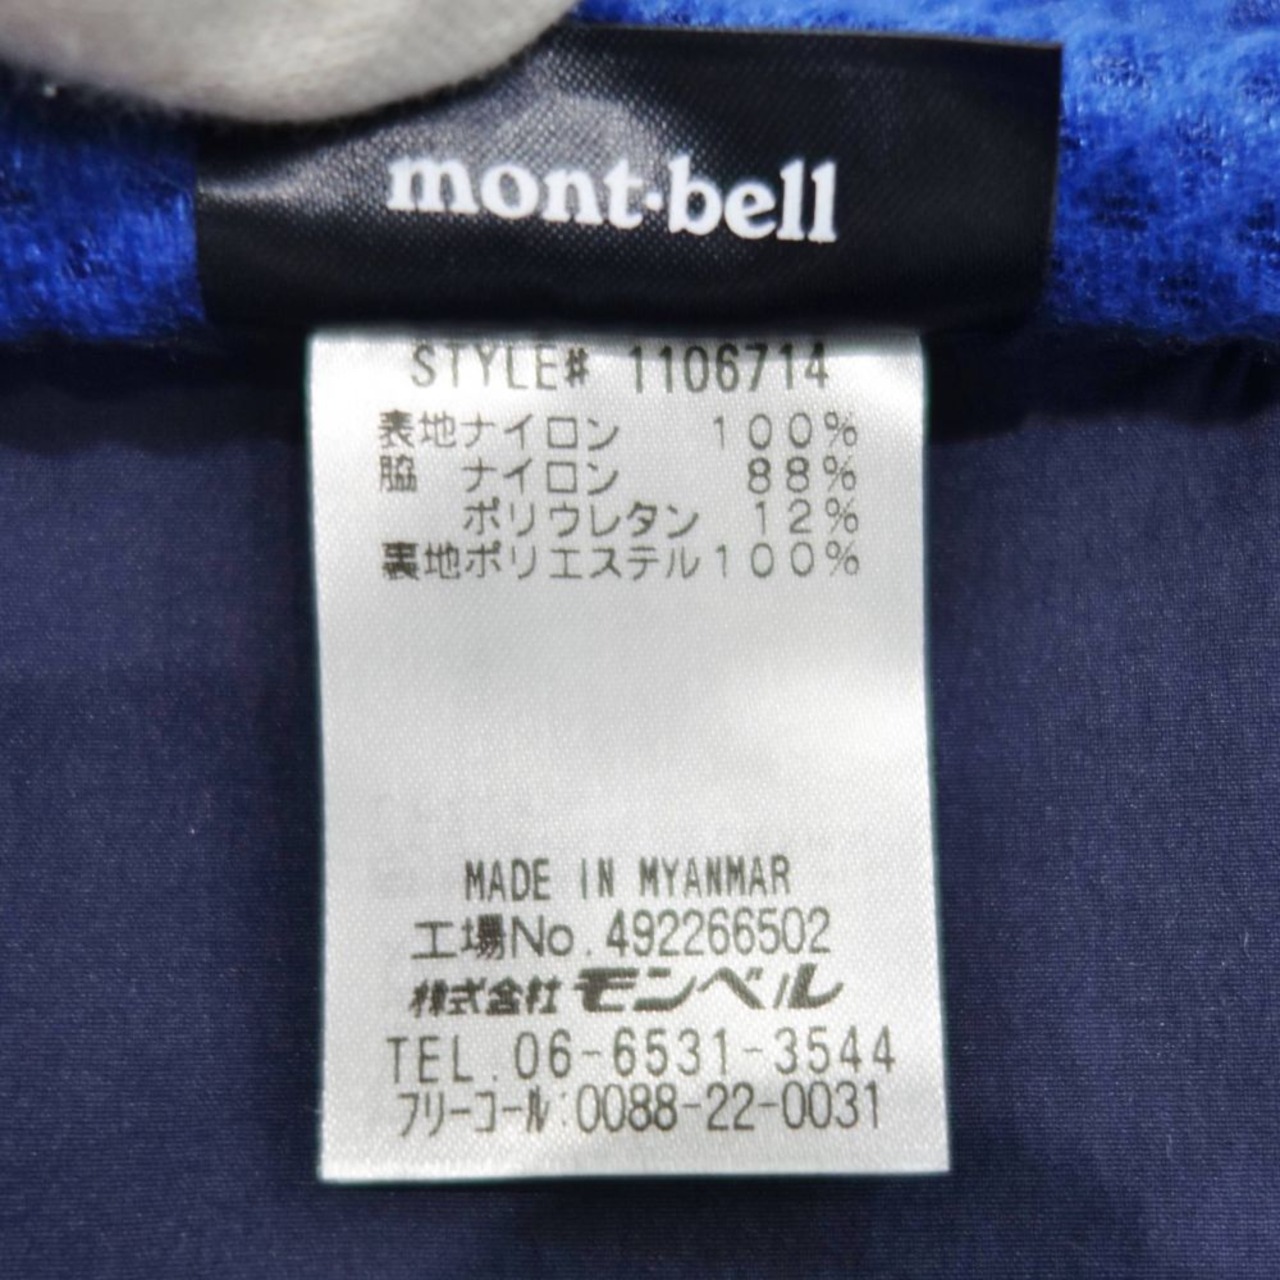 mont·bell
STYLE# 1106714
表地ナイロン 100%
脇 ナイロン 88%
ポリウレタン 12%
裏地ポリエステル100%
MADE IN MYANMAR
工場No.492266502
株式会社モンベル
TEL.06-6531-3544
フリーコール:0088-22-0031